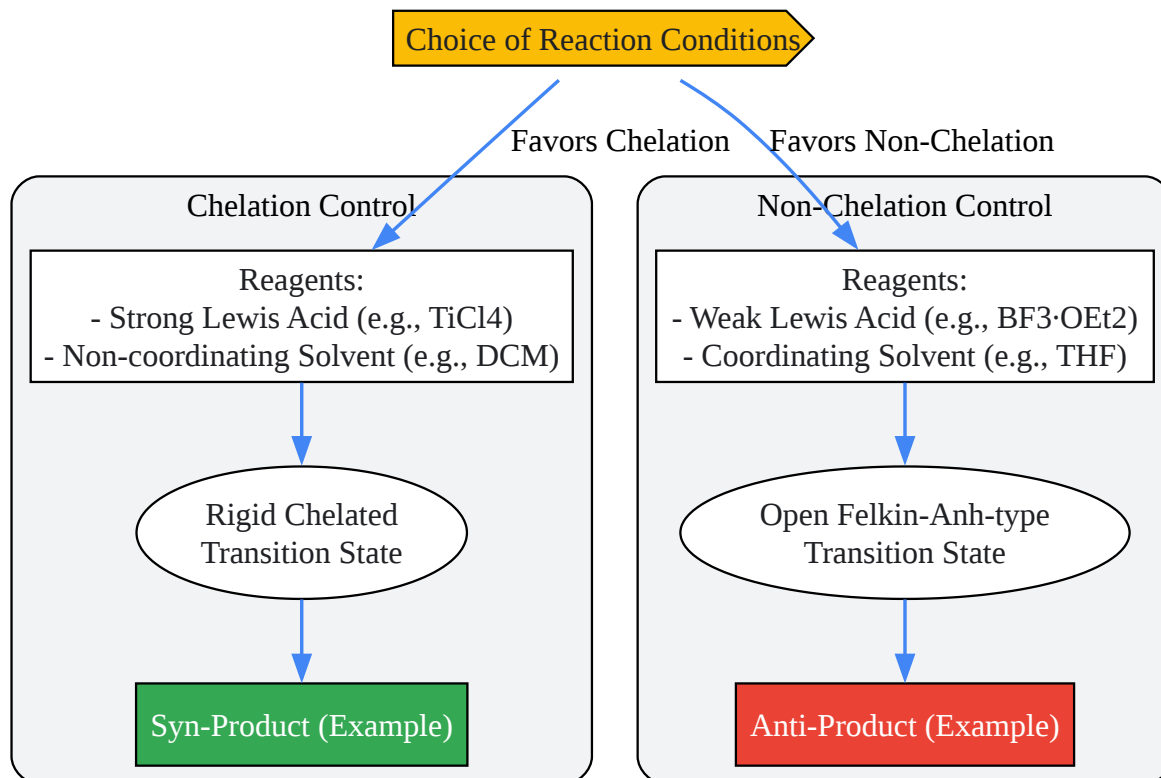 Choice of Reaction Conditions
Favors Chelation
Favors Non-Chelation
Chelation Control
Reagents:
- Strong Lewis Acid (e.g., TiCl4)
- Non-coordinating Solvent (e.g., DCM)
Rigid Chelated
Transition State
Syn-Product (Example)
Non-Chelation Control
Reagents:
- Weak Lewis Acid (e.g., BF3·OEt2)
- Coordinating Solvent (e.g., THF)
Open Felkin-Anh-type
Transition State
Anti-Product (Example)